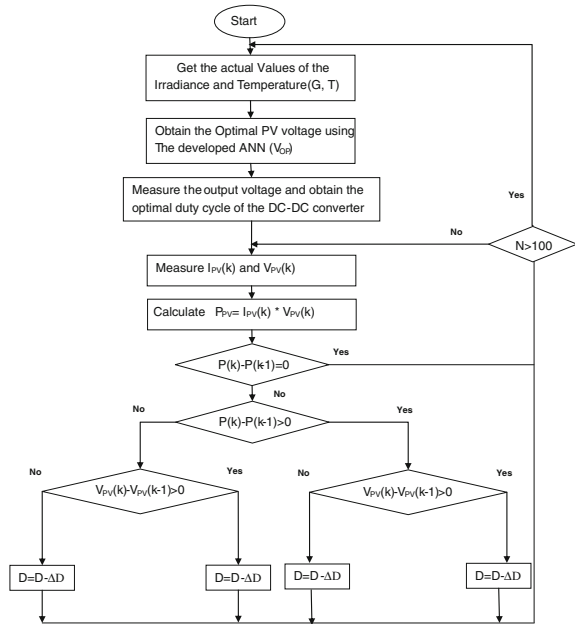 Start
Get the actual Values of the
Irradiance and Temperature(G, T)
Obtain the Optimal PV voltage using
The developed ANN (VOP)
Measure the output voltage and obtain the
optimal duty cycle of the DC-DC converter
Yes
No
N>100
Measure IPV(k) and VPV(k)
Calculate PPV= IPV(k) * VPV(k)
Yes
P(k)-P(k-1)=0
No
No
Yes
P(k)-P(k-1)>0
No
Yes
No
Yes
VPV(k)-VPV(k-1)>0
VPV(k)-VPV(k-1)>0
D=D-ΔD
D=D-ΔD
D=D-ΔD
D=D-ΔD